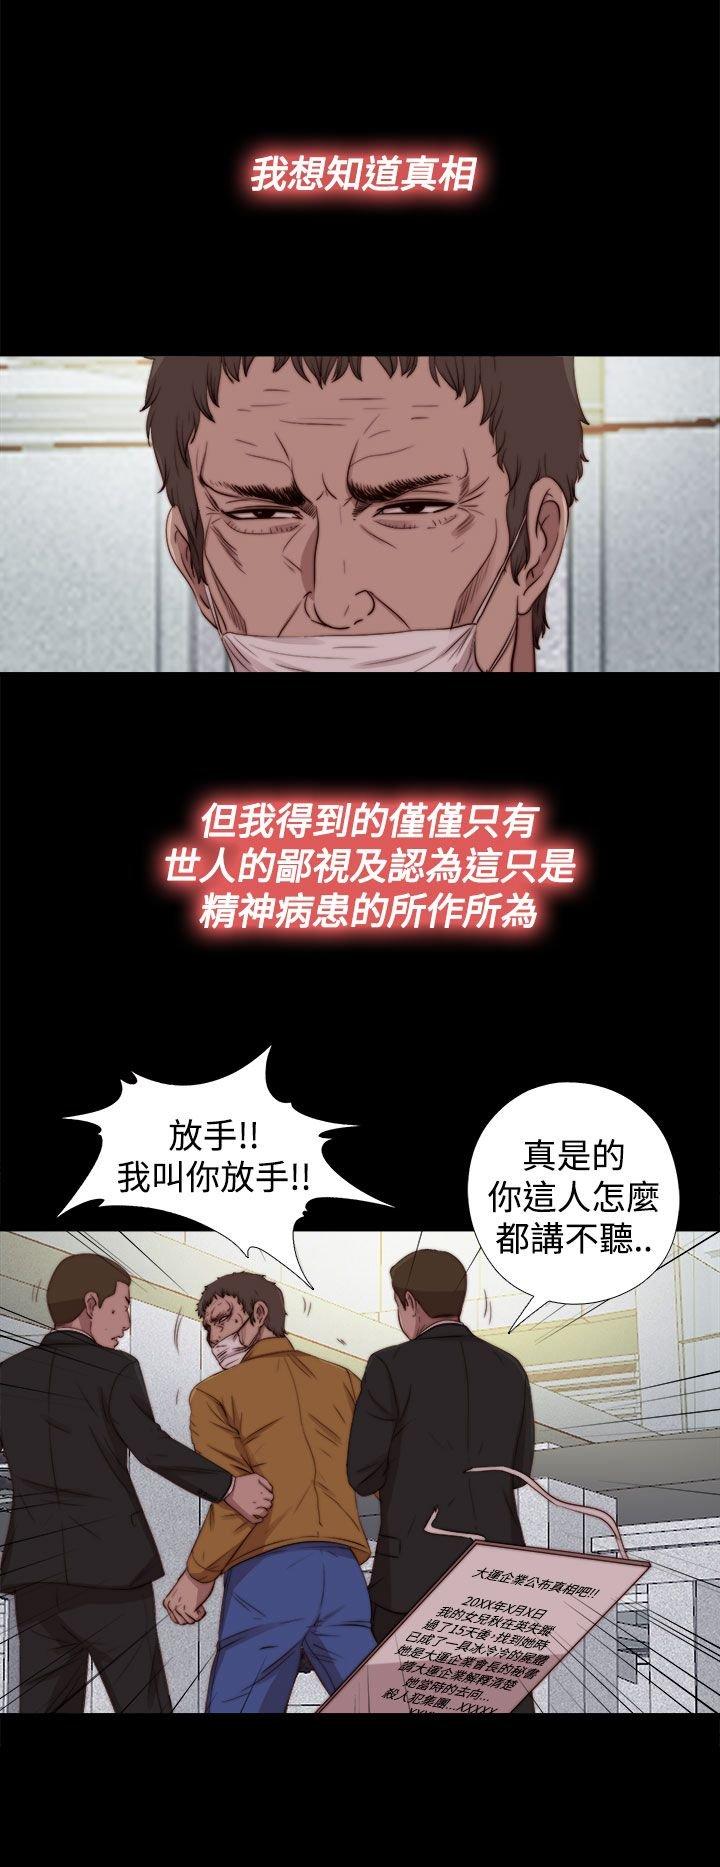 我想知道真相
但我得到的僅僅只有
世人的鄙視及認為這只是
精神病患的所作所為
放手!!
我叫你放手!!
真是的
你這人怎麼
都講不聽..
大運企業公布真相吧!!
20XX年X月X日
我的女兒秋在英失蹤
過了15天後，找到她時
已成了一具冰冷冷的屍體
她是大運企業會長的秘書
請大運企業解釋清楚
她當時的去向...
殺人犯集團...XXXXX